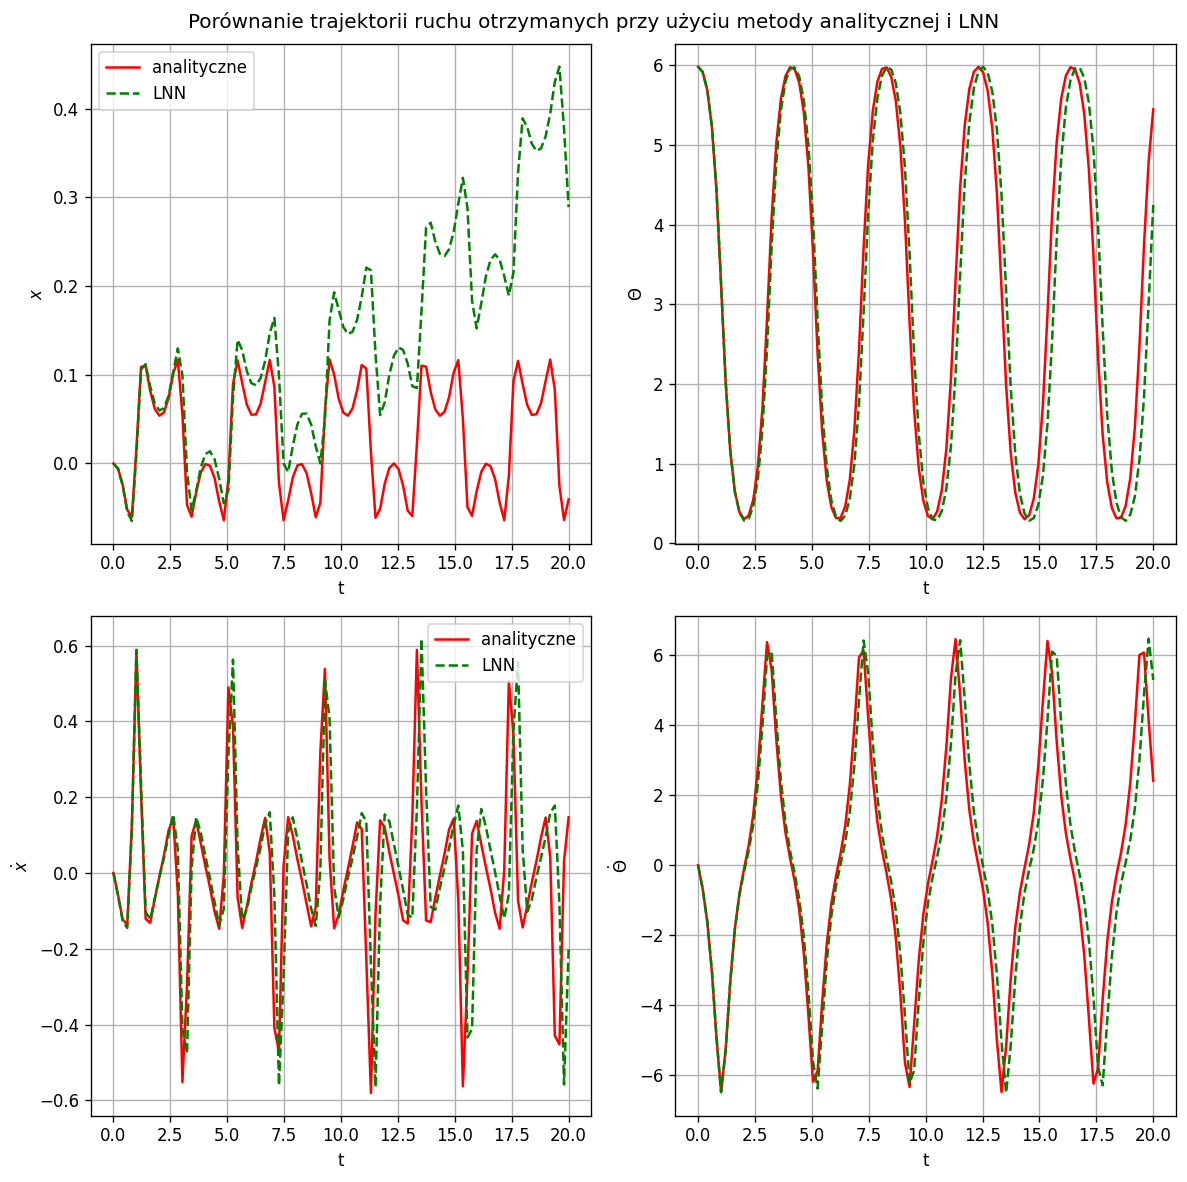 Porównanie trajektorii ruchu otrzymanych przy użyciu metody analitycznej i LNN
analityczne
LNN
x
0.4
0.3
0.2
0.1
0.0
0.0 2.5 5.0 7.5 10.0 12.5 15.0 17.5 20.0
t
Θ
6
5
4
3
2
1
0
0.0 2.5 5.0 7.5 10.0 12.5 15.0 17.5 20.0
t
analityczne
LNN
ẋ
0.6
0.4
0.2
0.0
−0.2
−0.4
−0.6
0.0 2.5 5.0 7.5 10.0 12.5 15.0 17.5 20.0
t
Θ̇
6
4
2
0
−2
−4
−6
0.0 2.5 5.0 7.5 10.0 12.5 15.0 17.5 20.0
t